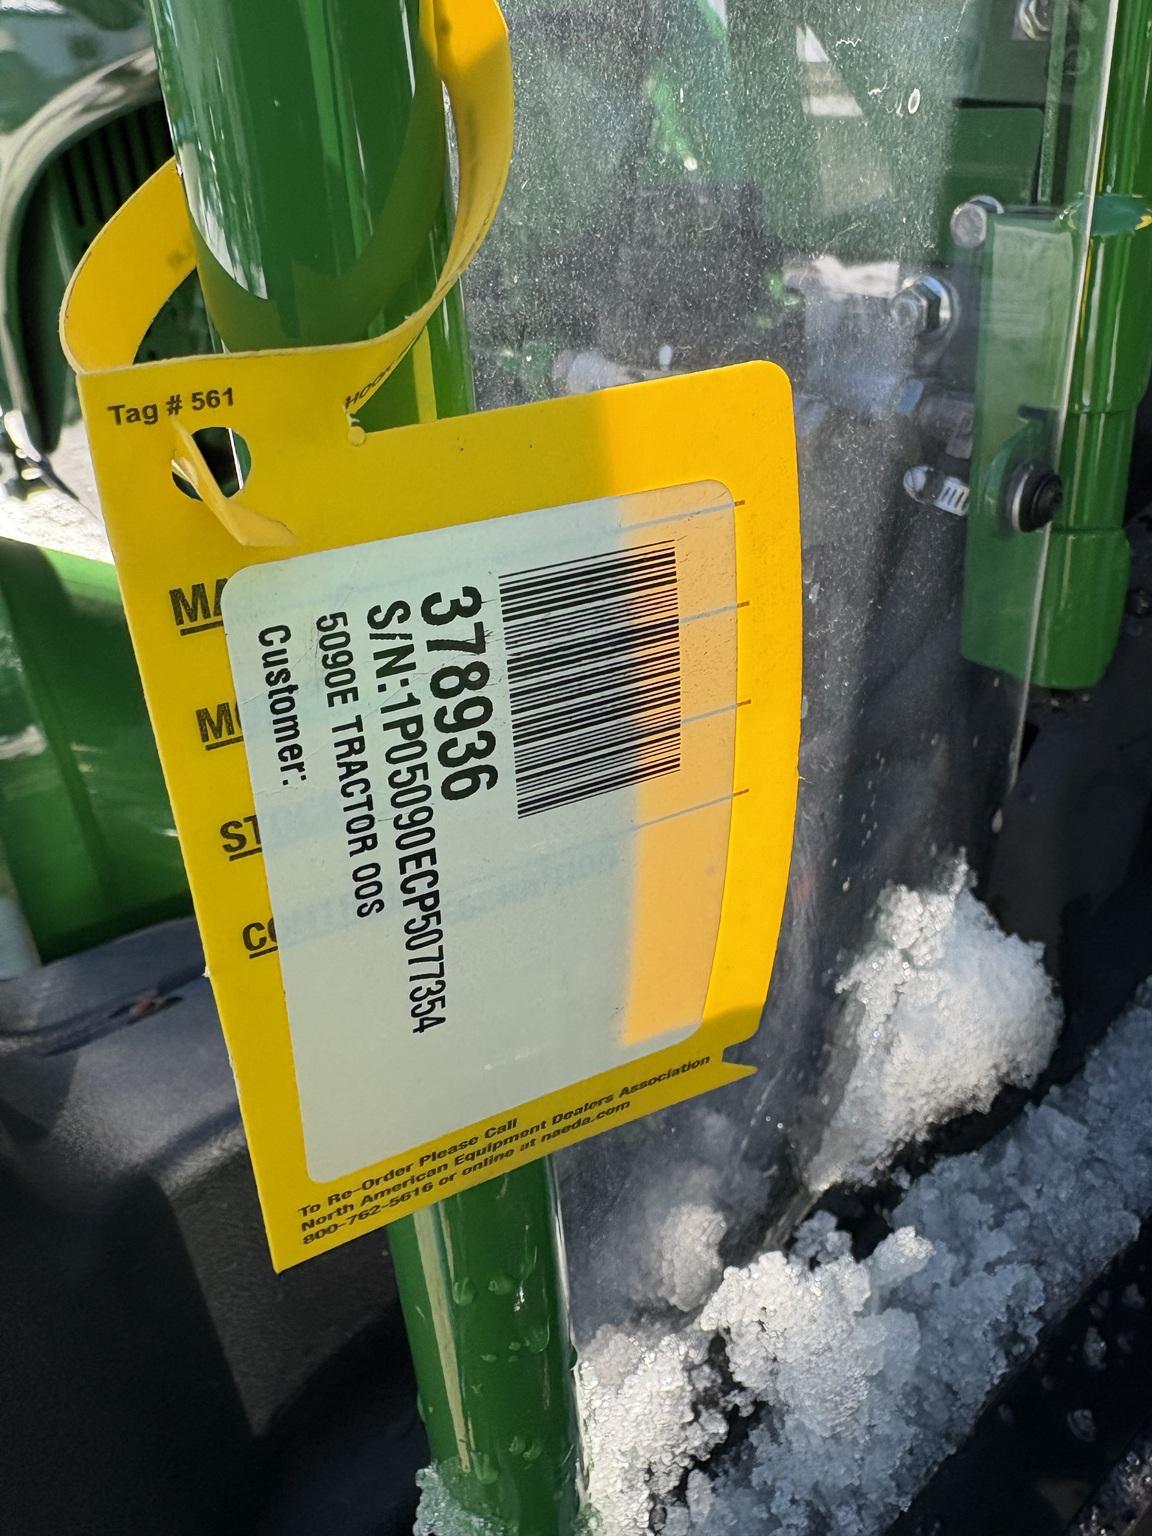 Tag # 561
378936
S/N:1P05090ECP5077354
5090E TRACTOR OOS
Customer:
To Re-Order Please Call
North American Equipment Dealers Association
800-762-5616 or online at naeda.com